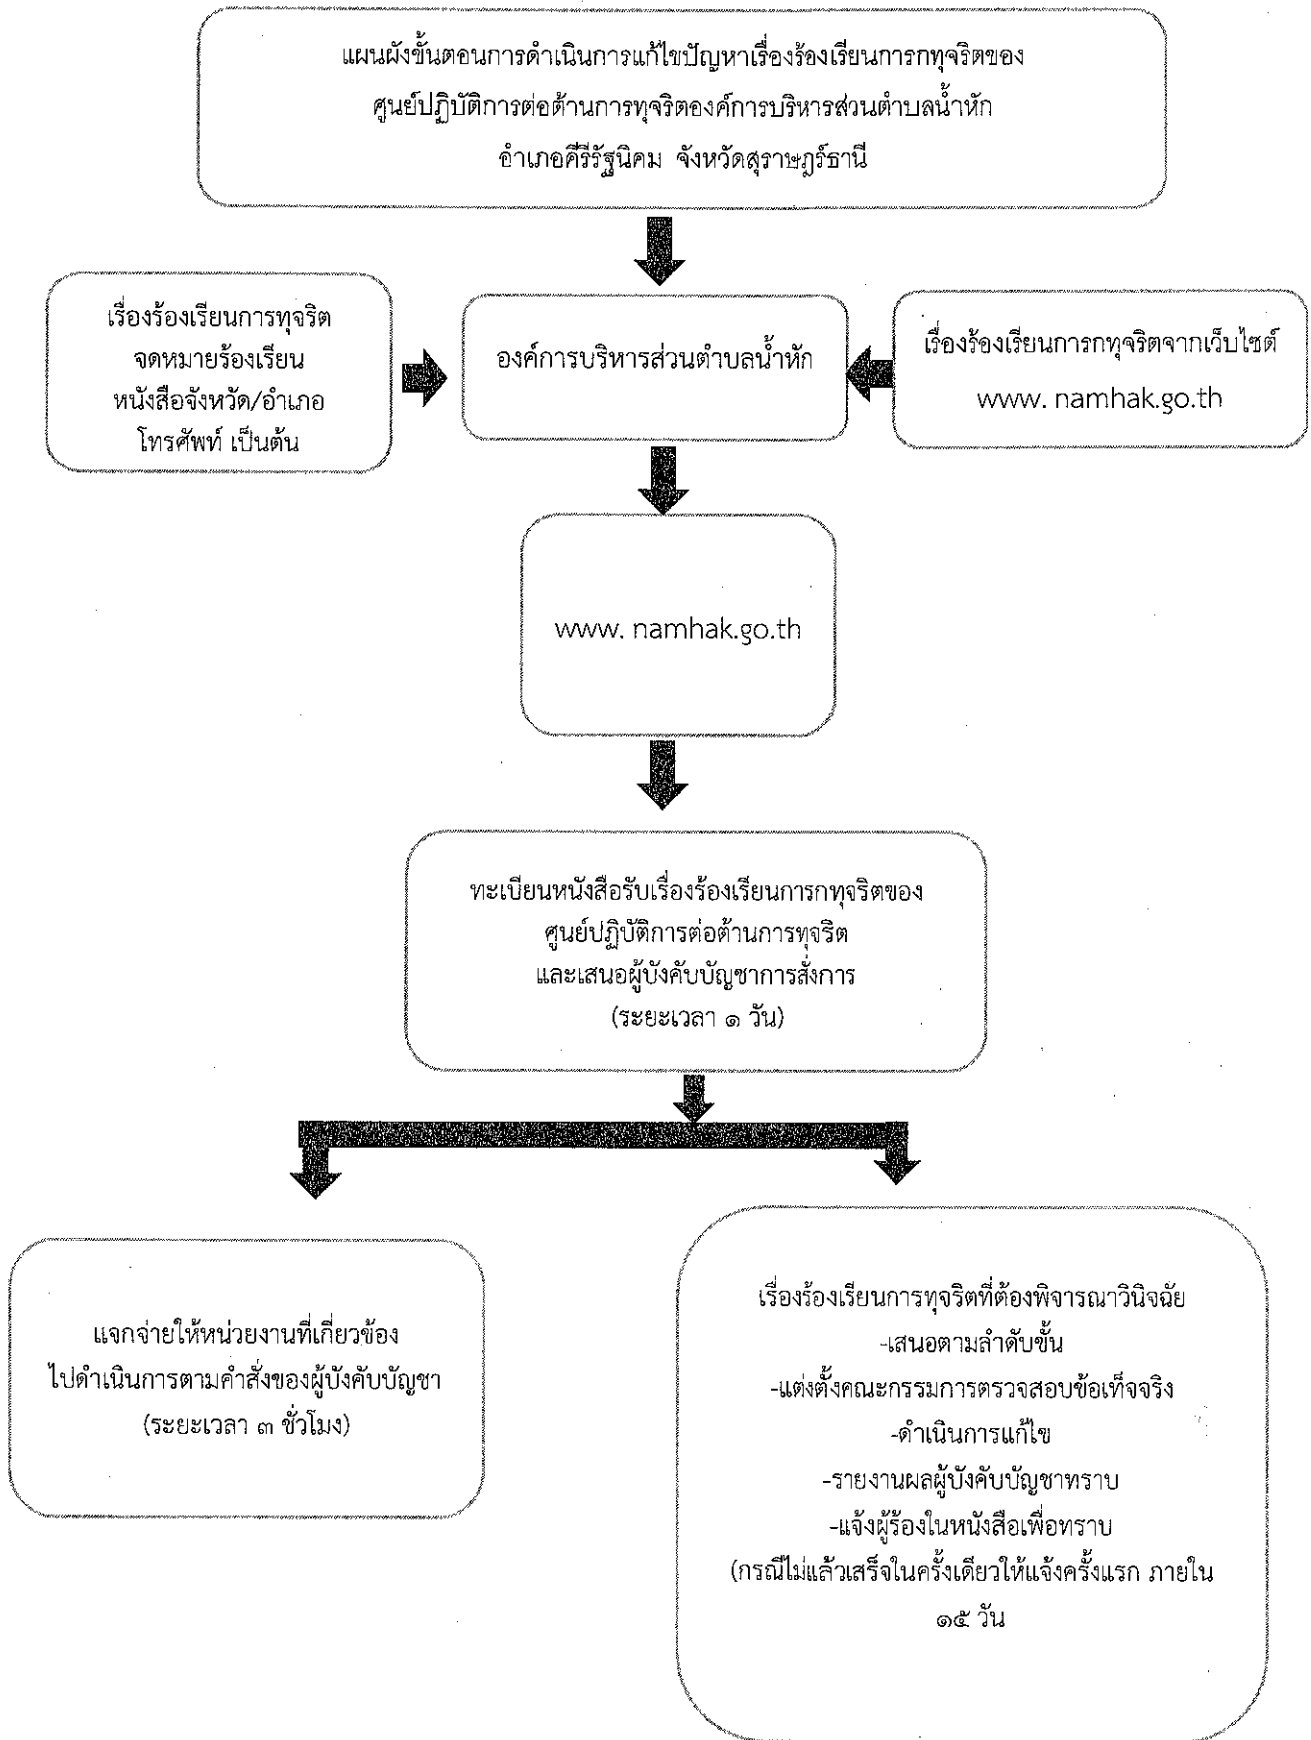 แผนผังขั้นตอนการดำเนินการแก้ไขปัญหาเรื่องร้องเรียนการกทุจริตของ
ศูนย์ปฏิบัติการต่อต้านการทุจริตองค์การบริหารส่วนตำบลน้ำหัก
อำเภอคีรีรัฐนิคม จังหวัดสุราษฎร์ธานี
เรื่องร้องเรียนการทุจริต
จดหมายร้องเรียน
หนังสือจังหวัด/อำเภอ
โทรศัพท์ เป็นต้น
องค์การบริหารส่วนตำบลน้ำหัก
เรื่องร้องเรียนการกทุจริตจากเว็บไซต์
www. namhak.go.th
www. namhak.go.th
ทะเบียนหนังสือรับเรื่องร้องเรียนการกทุจริตของ
ศูนย์ปฏิบัติการต่อต้านการทุจริต
และเสนอผู้บังคับบัญชาการสั่งการ
(ระยะเวลา ๑ วัน)
แจกจ่ายให้หน่วยงานที่เกี่ยวข้อง
ไปดำเนินการตามคำสั่งของผู้บังคับบัญชา
(ระยะเวลา ๓ ชั่วโมง)
เรื่องร้องเรียนการทุจริตที่ต้องพิจารณาวินิจฉัย
-เสนอตามลำดับขั้น
-แต่งตั้งคณะกรรมการตรวจสอบข้อเท็จจริง
-ดำเนินการแก้ไข
-รายงานผลผู้บังคับบัญชาทราบ
-แจ้งผู้ร้องในหนังสือเพื่อทราบ
(กรณีไม่แล้วเสร็จในครั้งเดียวให้แจ้งครั้งแรก ภายใน
๑๕ วัน